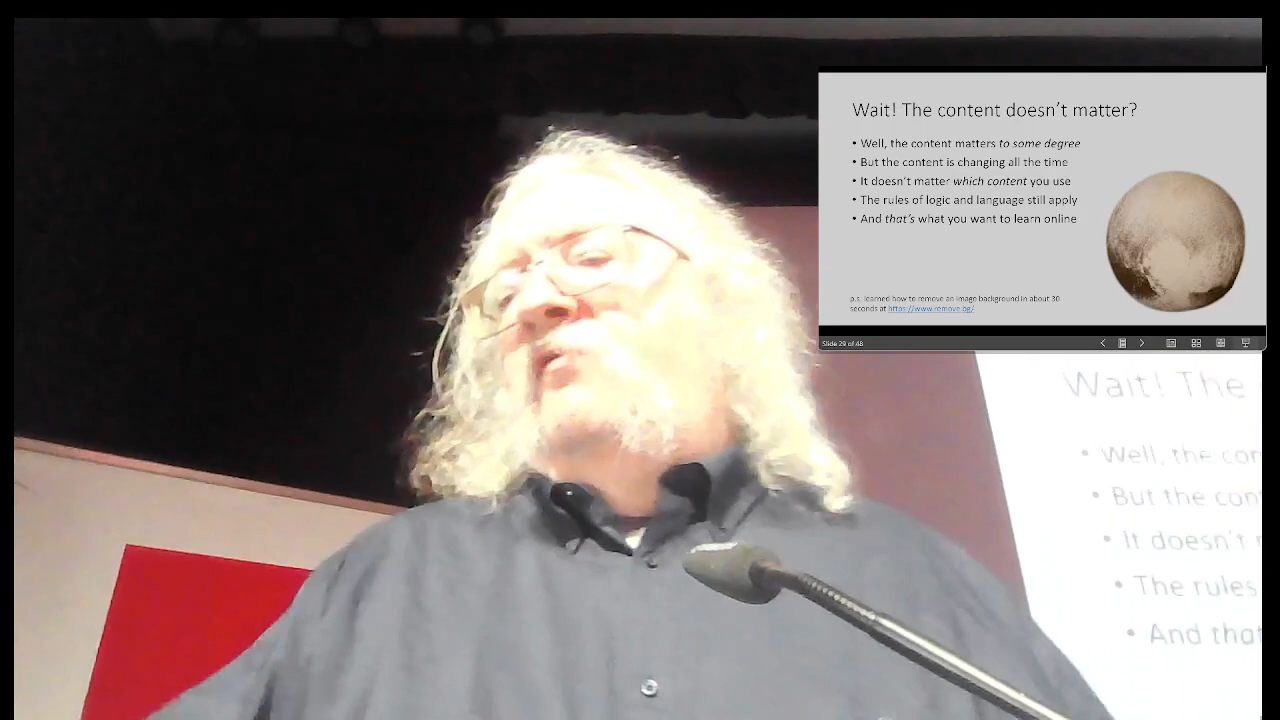 Wait! The content doesn't matter?
• Well, the content matters to some degree
• But the content is changing all the time
• It doesn't matter which content you use
• The rules of logic and language still apply
• And that's what you want to learn online
p.s. learned how to remove an image background in about 30
seconds at https://www.remove.bg/
Slide 29 of 48
Wait! The
• Well, the con
• But the cont
• It doesn't
• The rules
• And that